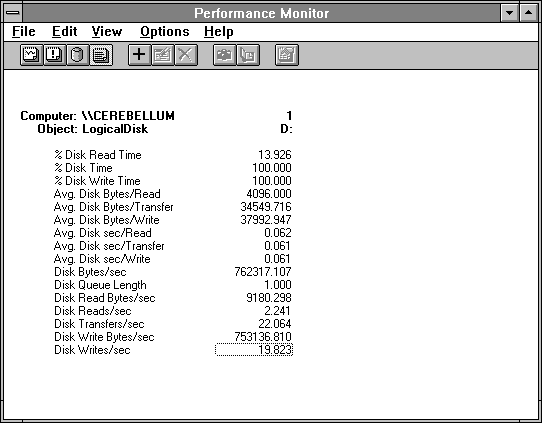 Performance Monitor
File Edit View Options Help
Computer: \\CEREBELLUM 1
Object: LogicalDisk D:
% Disk Read Time 13.926
% Disk Time 100.000
% Disk Write Time 100.000
Avg. Disk Bytes/Read 4096.000
Avg. Disk Bytes/Transfer 34549.716
Avg. Disk Bytes/Write 37992.947
Avg. Disk sec/Read 0.062
Avg. Disk sec/Transfer 0.061
Avg. Disk sec/Write 0.061
Disk Bytes/sec 762317.107
Disk Queue Length 1.000
Disk Read Bytes/sec 9180.298
Disk Reads/sec 2.241
Disk Transfers/sec 22.064
Disk Write Bytes/sec 753136.810
Disk Writes/sec 19.823